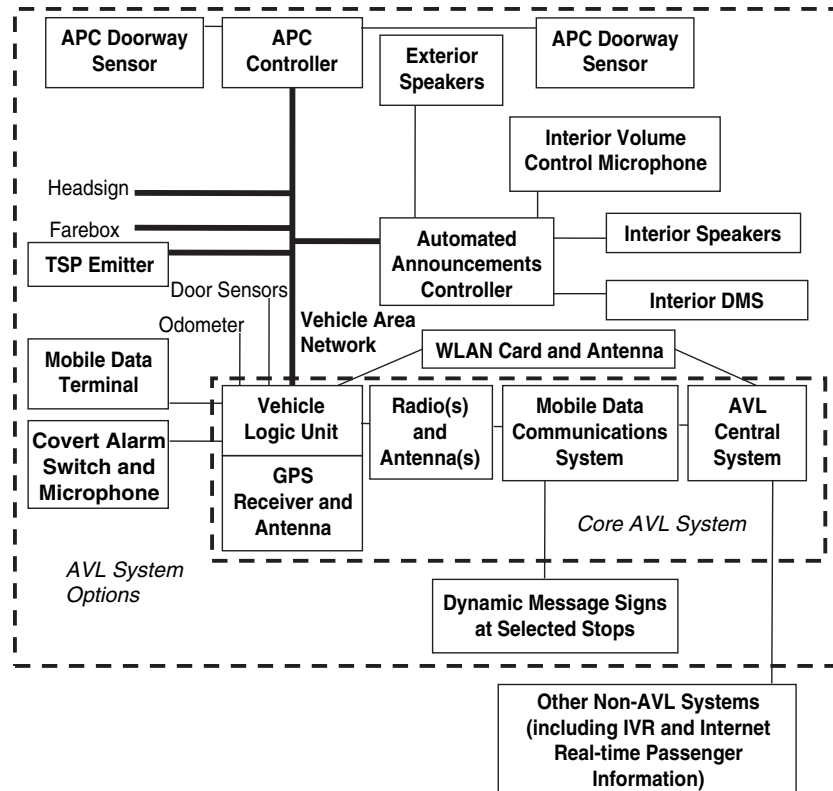 APC Doorway
Sensor
APC
Controller
APC Doorway
Sensor
Exterior
Speakers
Interior Volume
Control Microphone
Headsign
Farebox
TSP Emitter
Automated
Announcements
Controller
Interior Speakers
Interior DMS
Door Sensors
Odometer
Vehicle Area
Network
WLAN Card and Antenna
Mobile Data
Terminal
Vehicle
Logic Unit
Radio(s)
and
Antenna(s)
Mobile Data
Communications
System
AVL
Central
System
Covert Alarm
Switch and
Microphone
GPS
Receiver and
Antenna
Core AVL System
AVL System
Options
Dynamic Message Signs
at Selected Stops
Other Non-AVL Systems
(including IVR and Internet
Real-time Passenger
Information)